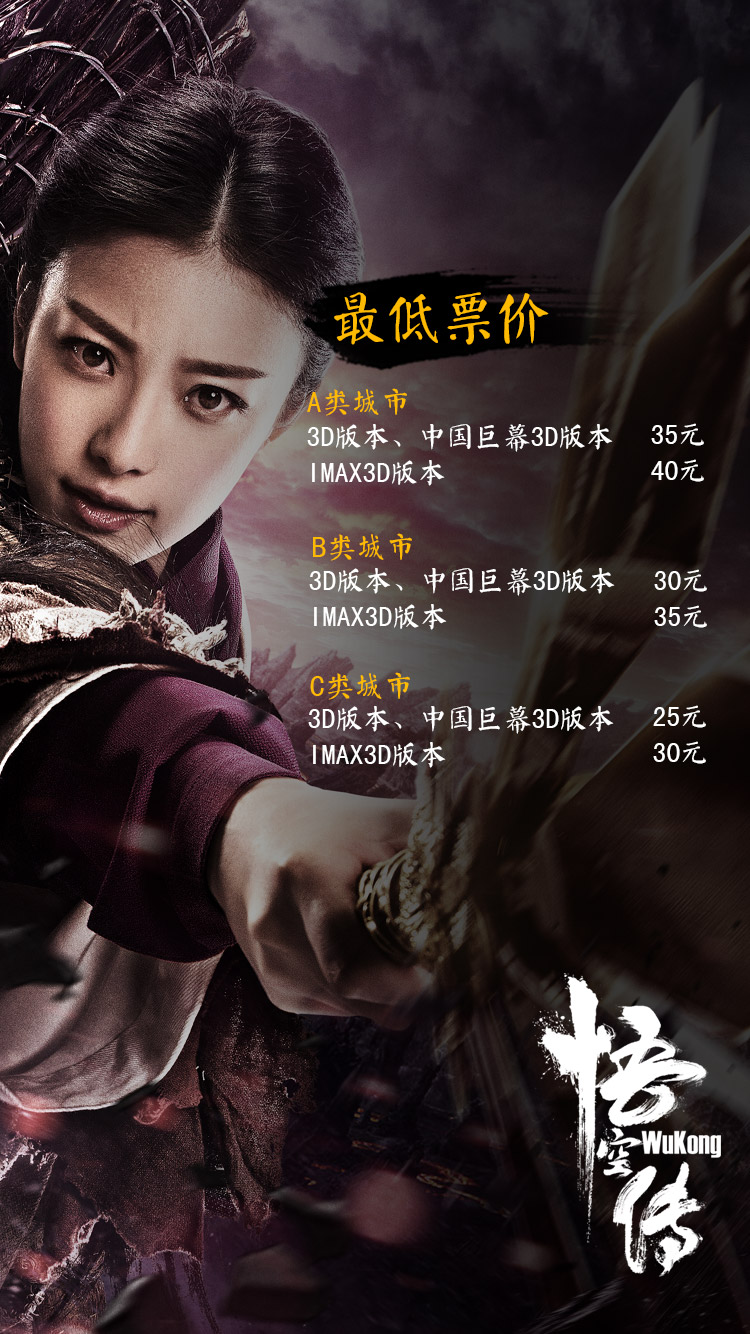 最低票价
A类城市
3D版本、中国巨幕3D版本 35元
IMAX3D版本 40元
B类城市
3D版本、中国巨幕3D版本 30元
IMAX3D版本 35元
C类城市
3D版本、中国巨幕3D版本 25元
IMAX3D版本 30元
悟空传
WuKong